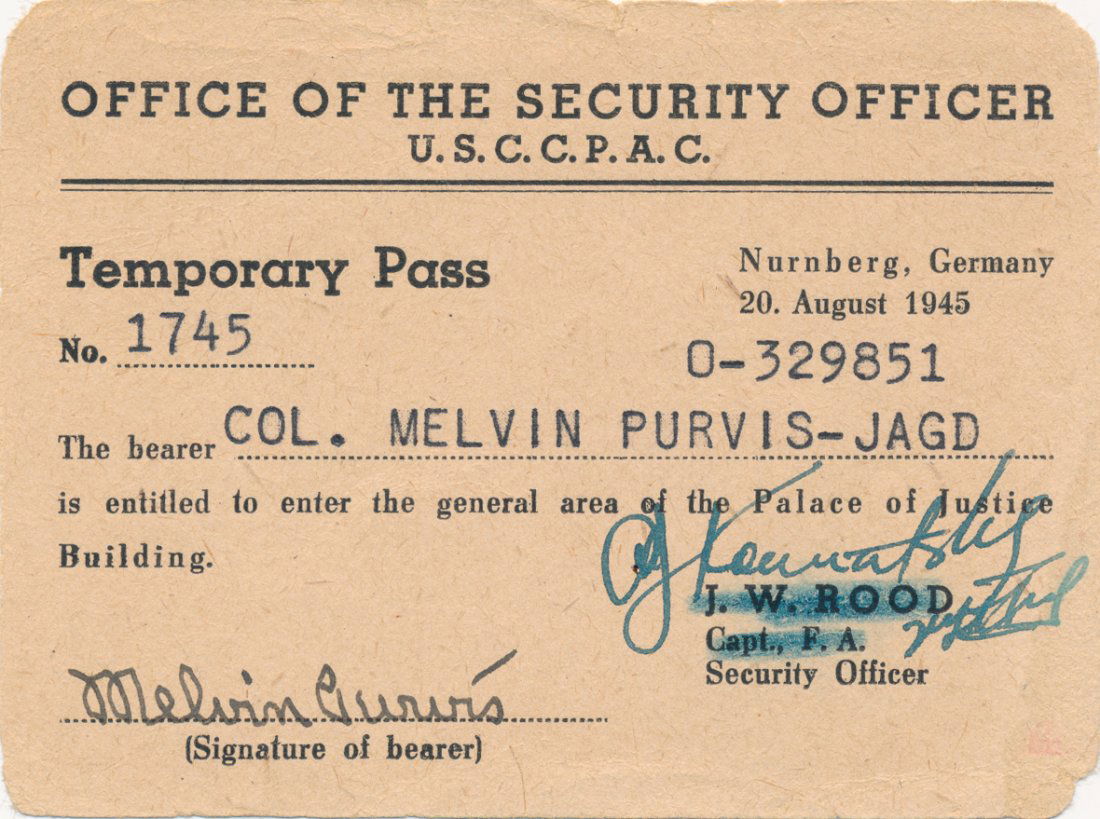 OFFICE OF THE SECURITY OFFICER
U.S.C.C.P.A.C.
Temporary Pass
Nurnberg, Germany
20. August 1945
No. 1745
O-329851
The bearer COL. MELVIN PURVIS-JAGD
is entitled to enter the general area of the Palace of Justice
Building.
J. W. ROOD
Capt., F. A.
Security Officer
Melvin Purvis
(Signature of bearer)